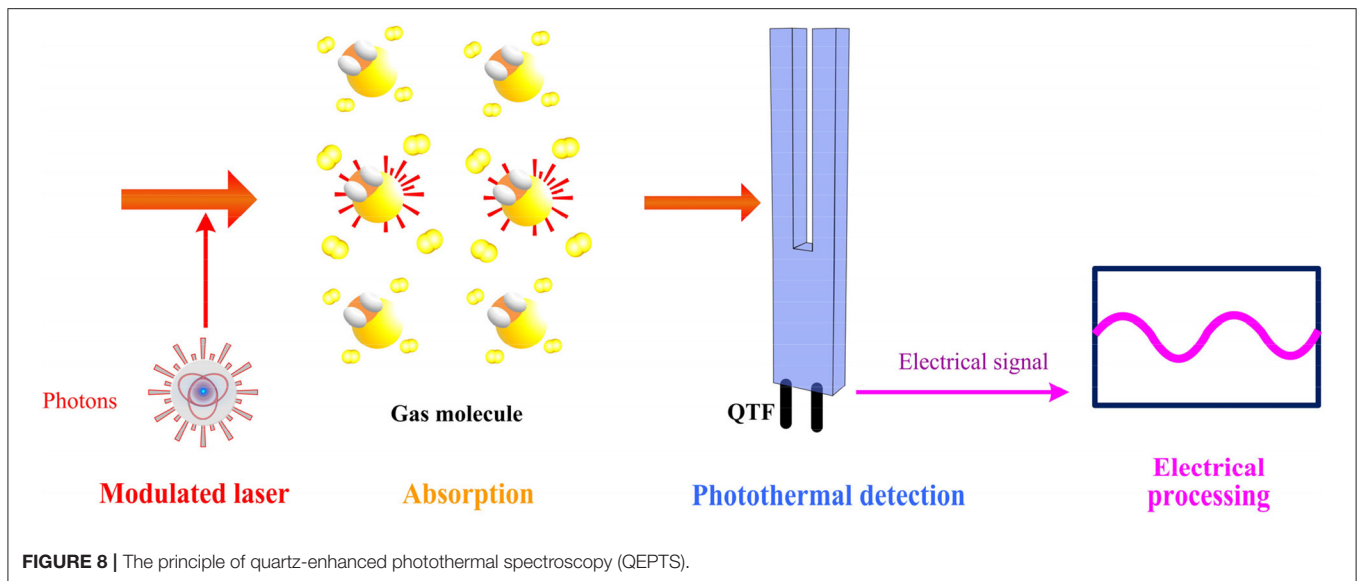 Photons
Modulated laser
Gas molecule
Absorption
QTF
Photothermal detection
Electrical signal
Electrical
processing
FIGURE 8 | The principle of quartz-enhanced photothermal spectroscopy (QEPTS).